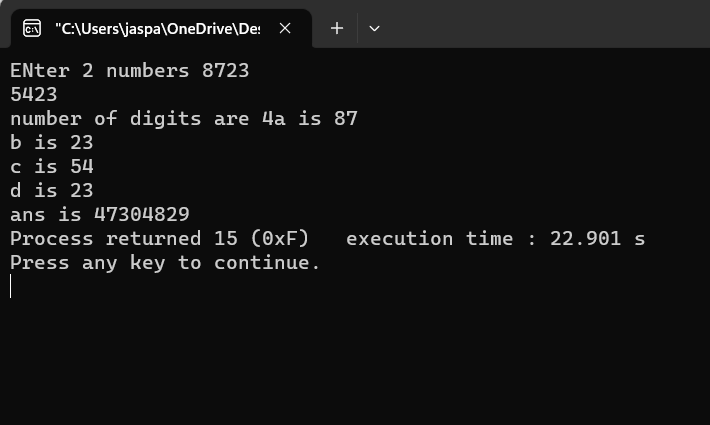 "C:\Users\jaspa\OneDrive\De
ENter 2 numbers 8723
5423
number of digits are 4a is 87
b is 23
c is 54
d is 23
ans is 47304829
Process returned 15 (0xF)   execution time : 22.901 s
Press any key to continue.